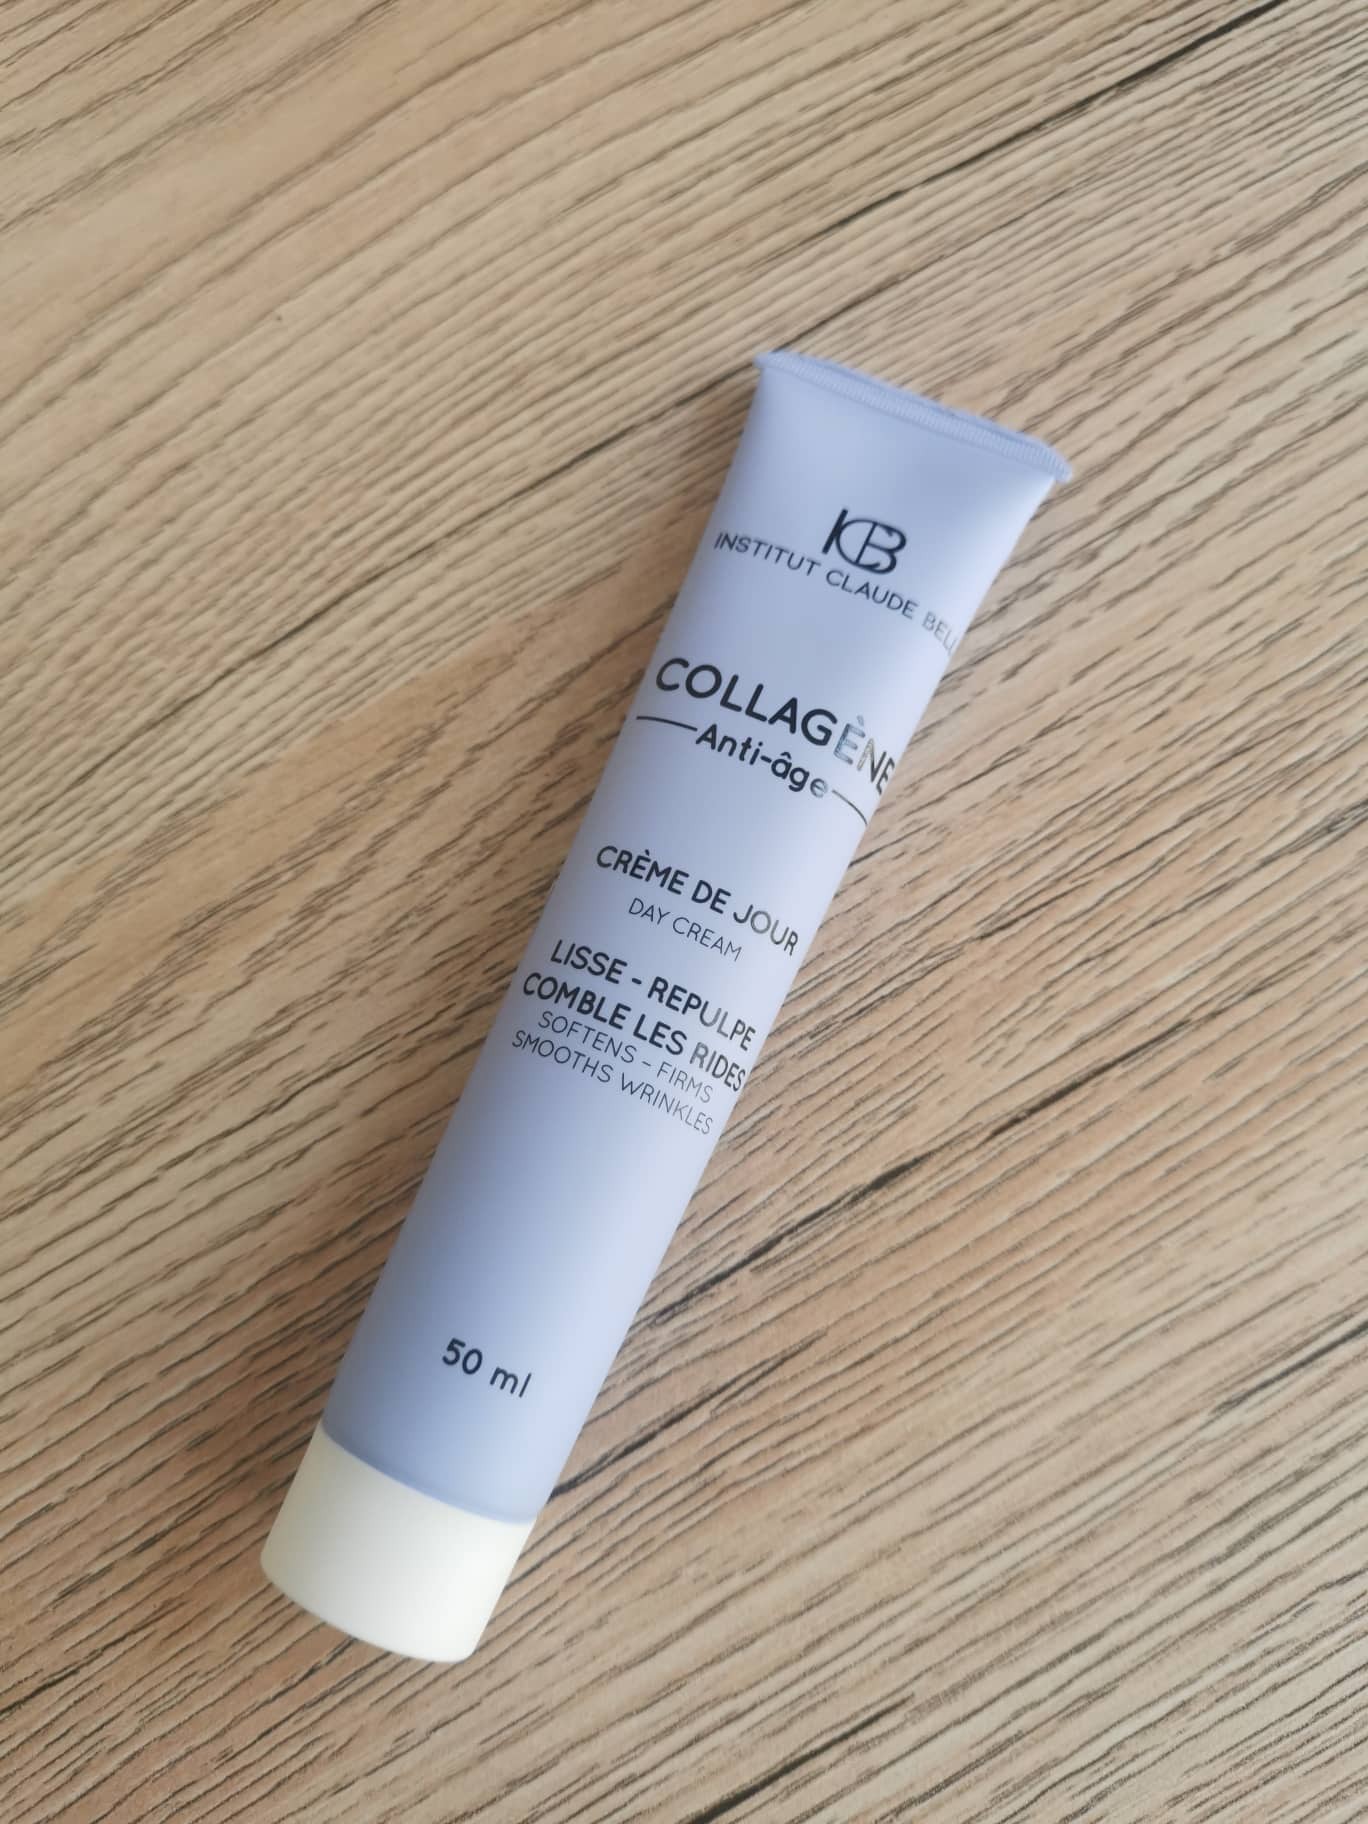 ICB
INSTITUT CLAUDE BELL
COLLAGÈNE
Anti-âge
CRÈME DE JOUR
DAY CREAM
LISSE - REPULPE
COMBLE LES RIDES
SOFTENS - FIRMS
SMOOTHS WRINKLES
50 ml